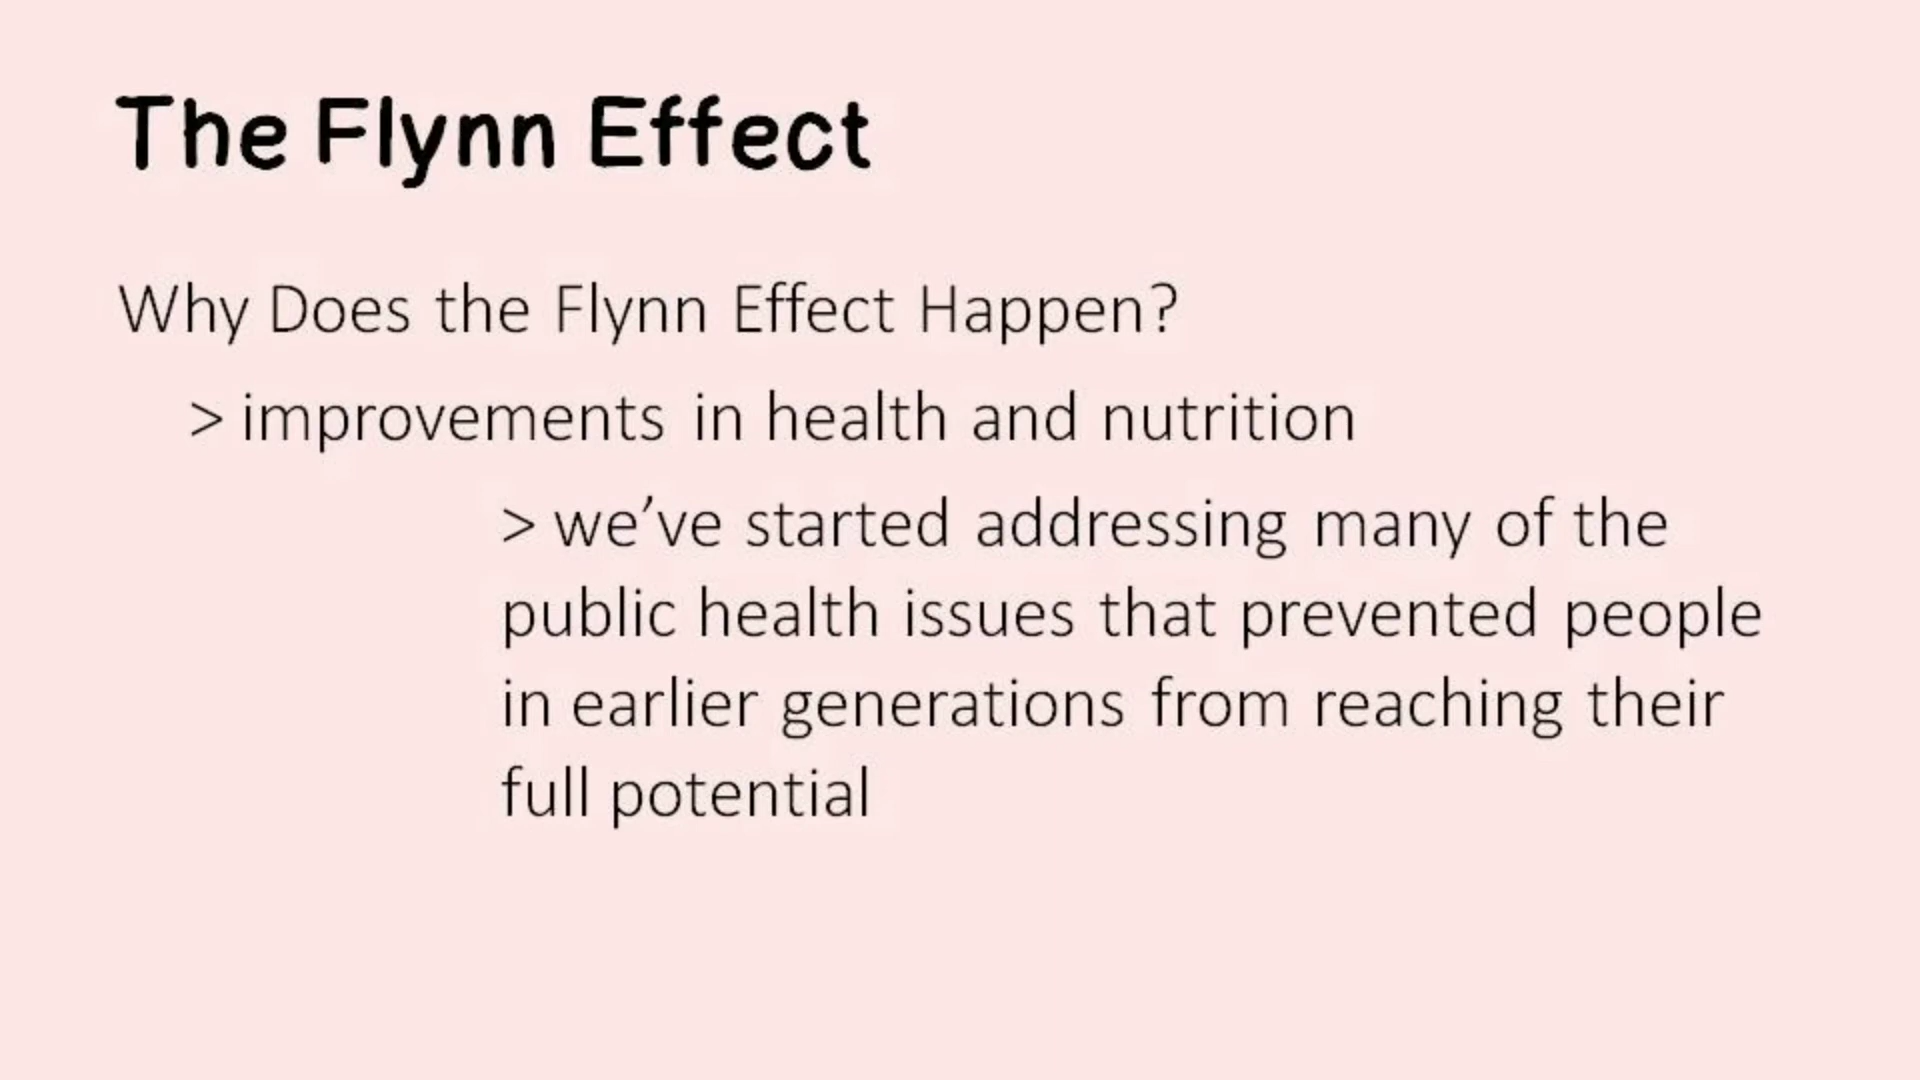 The Flynn Effect
Why Does the Flynn Effect Happen?
> improvements in health and nutrition
> we’ve started addressing many of the
public health issues that prevented people
in earlier generations from reaching their
full potential